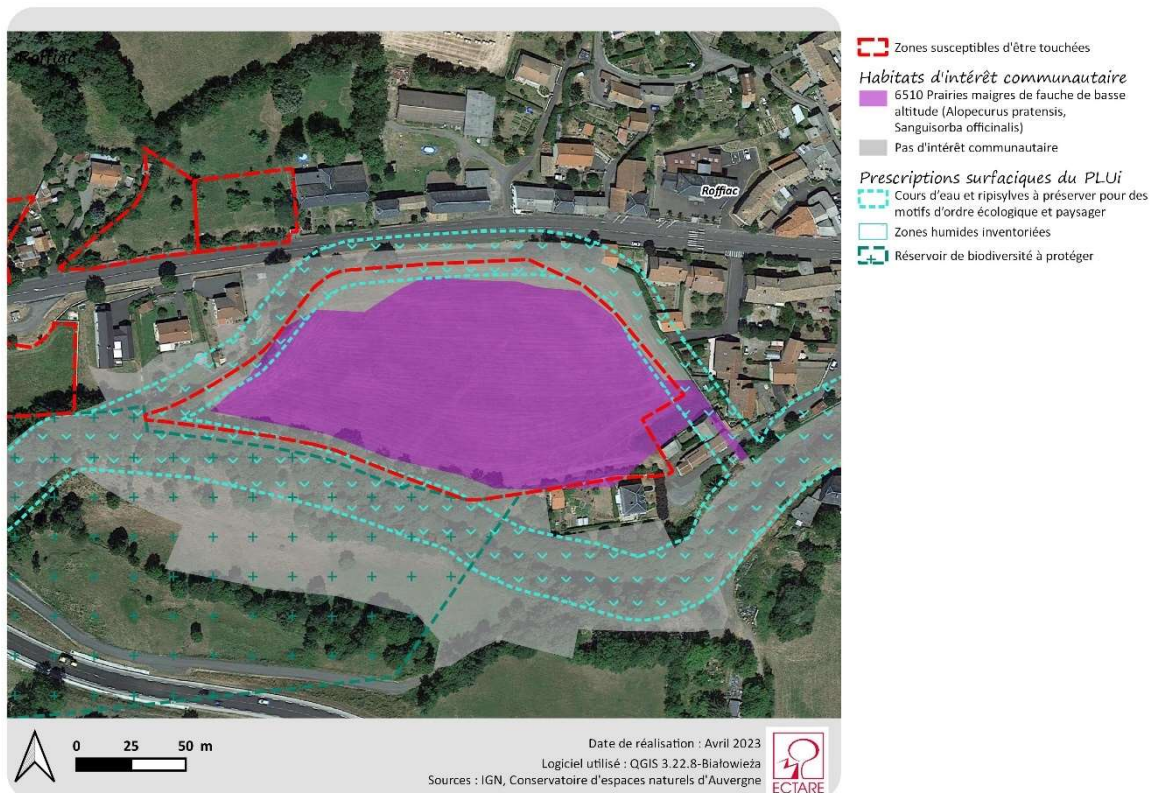 Roffiac
Roffiac
Zones susceptibles d'être touchées
Habitats d'intérêt communautaire
6510 Prairies maigres de fauche de basse
altitude (Alopecurus pratensis,
Sanguisorba officinalis)
Pas d'intérêt communautaire
Prescriptions surfaciques du PLUi
Cours d'eau et ripisylves à préserver pour des
motifs d'ordre écologique et paysager
Zones humides inventoriées
Réservoir de biodiversité à protéger
0 25 50 m
Date de réalisation : Avril 2023
Logiciel utilisé : QGIS 3.22.8-Białowieża
Sources : IGN, Conservatoire d'espaces naturels d'Auvergne
ECTARE